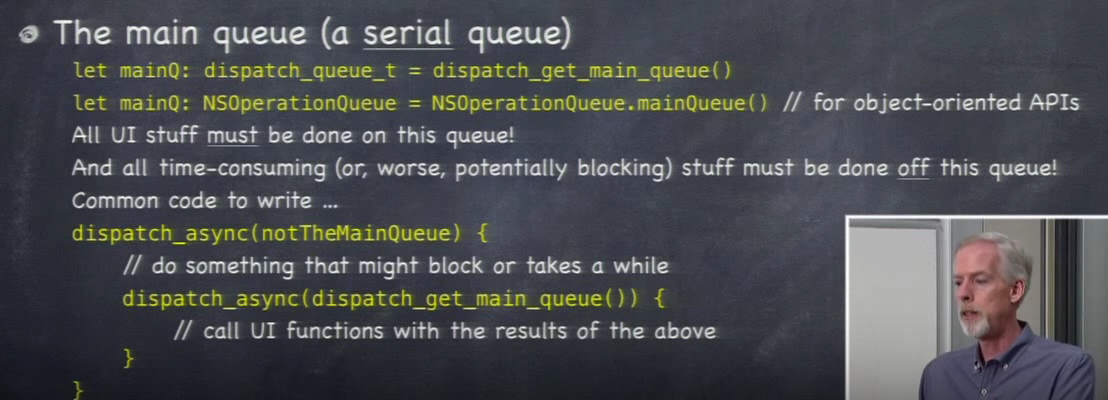 The main queue (a serial queue)
let mainQ: dispatch_queue_t = dispatch_get_main_queue()
let mainQ: NSOperationQueue = NSOperationQueue.mainQueue() // for object-oriented APIs
All UI stuff must be done on this queue!
And all time-consuming (or, worse, potentially blocking) stuff must be done off this queue!
Common code to write ...
dispatch_async(notTheMainQueue) {
// do something that might block or takes a while
dispatch_async(dispatch_get_main_queue()) {
// call UI functions with the results of the above
}
}